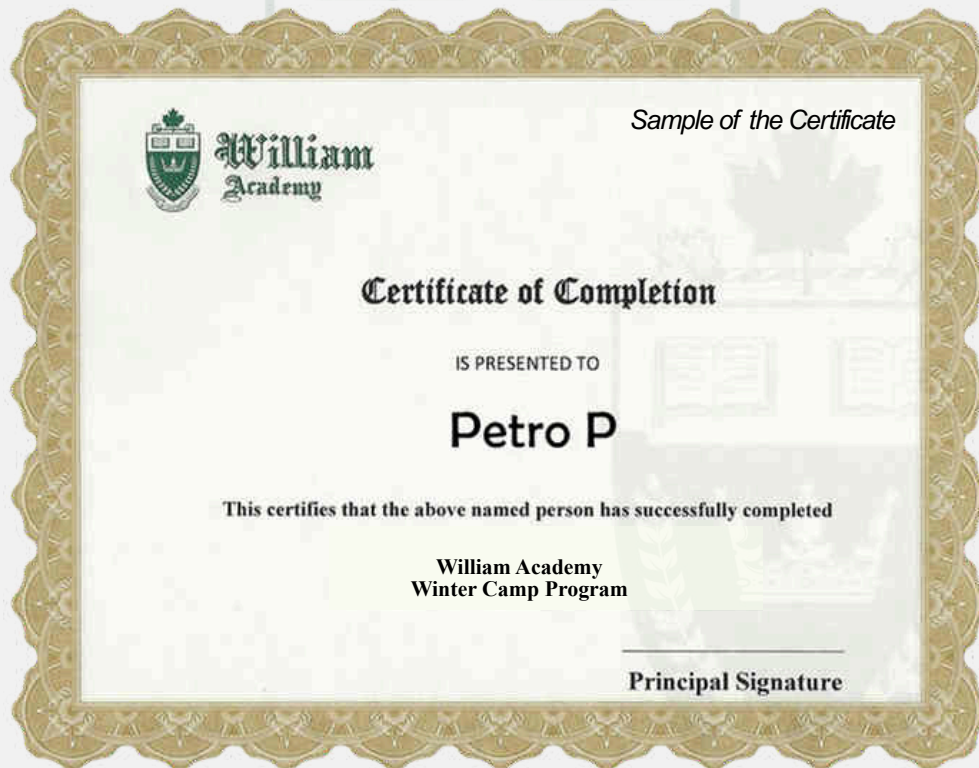 Sample of the Certificate
William
Academy
Certificate of Completion
IS PRESENTED TO
Petro P
This certifies that the above named person has successfully completed
William Academy
Winter Camp Program
Principal Signature